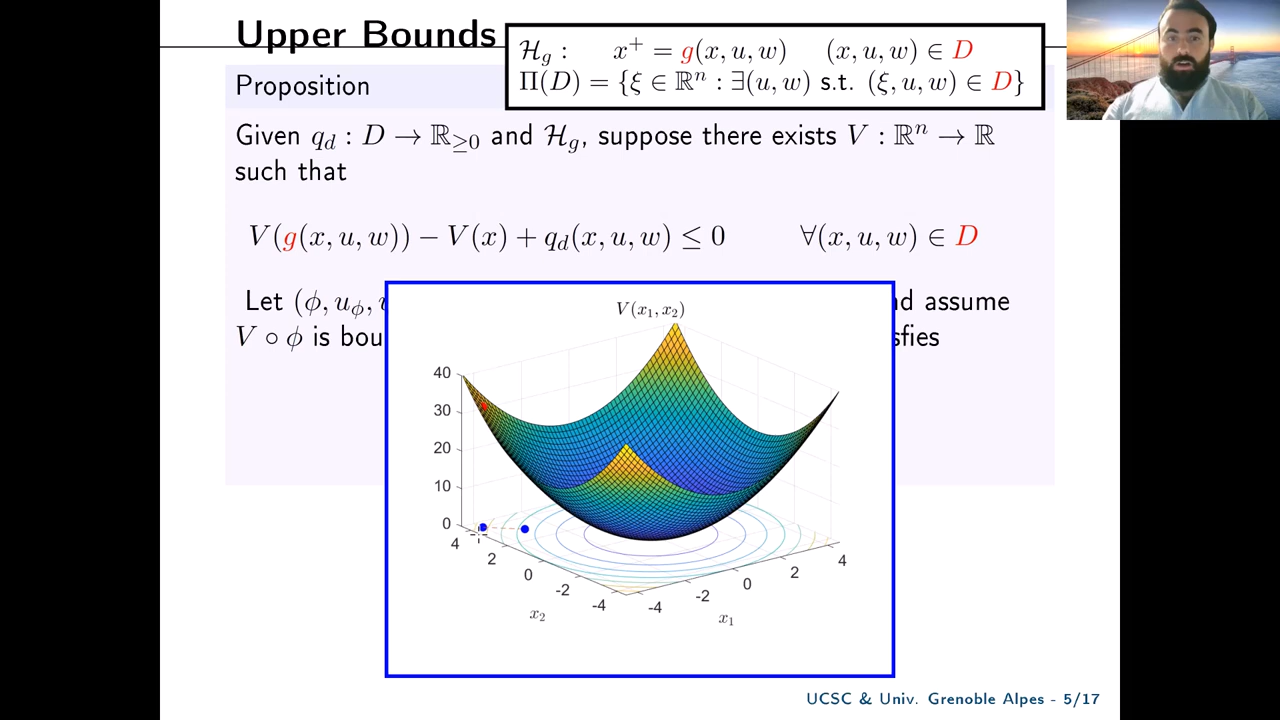 Upper Bounds
ℋ_g : x⁺ = g(x, u, w) (x, u, w) ∈ D
Π(D) = {ξ ∈ ℝⁿ : ∃(u, w) s.t. (ξ, u, w) ∈ D}
Proposition
Given q_d : D → ℝ_≥0 and ℋ_g, suppose there exists V : ℝⁿ → ℝ
such that
V(g(x, u, w)) − V(x) + q_d(x, u, w) ≤ 0 ∀(x, u, w) ∈ D
Let (ϕ, u_ϕ, assume
V ∘ ϕ is
V(x₁, x₂)
40
30
20
10
0
4
2
0
-2
-4
x₂
-4
-2
0
2
4
x₁
UCSC & Univ. Grenoble Alpes - 5/17